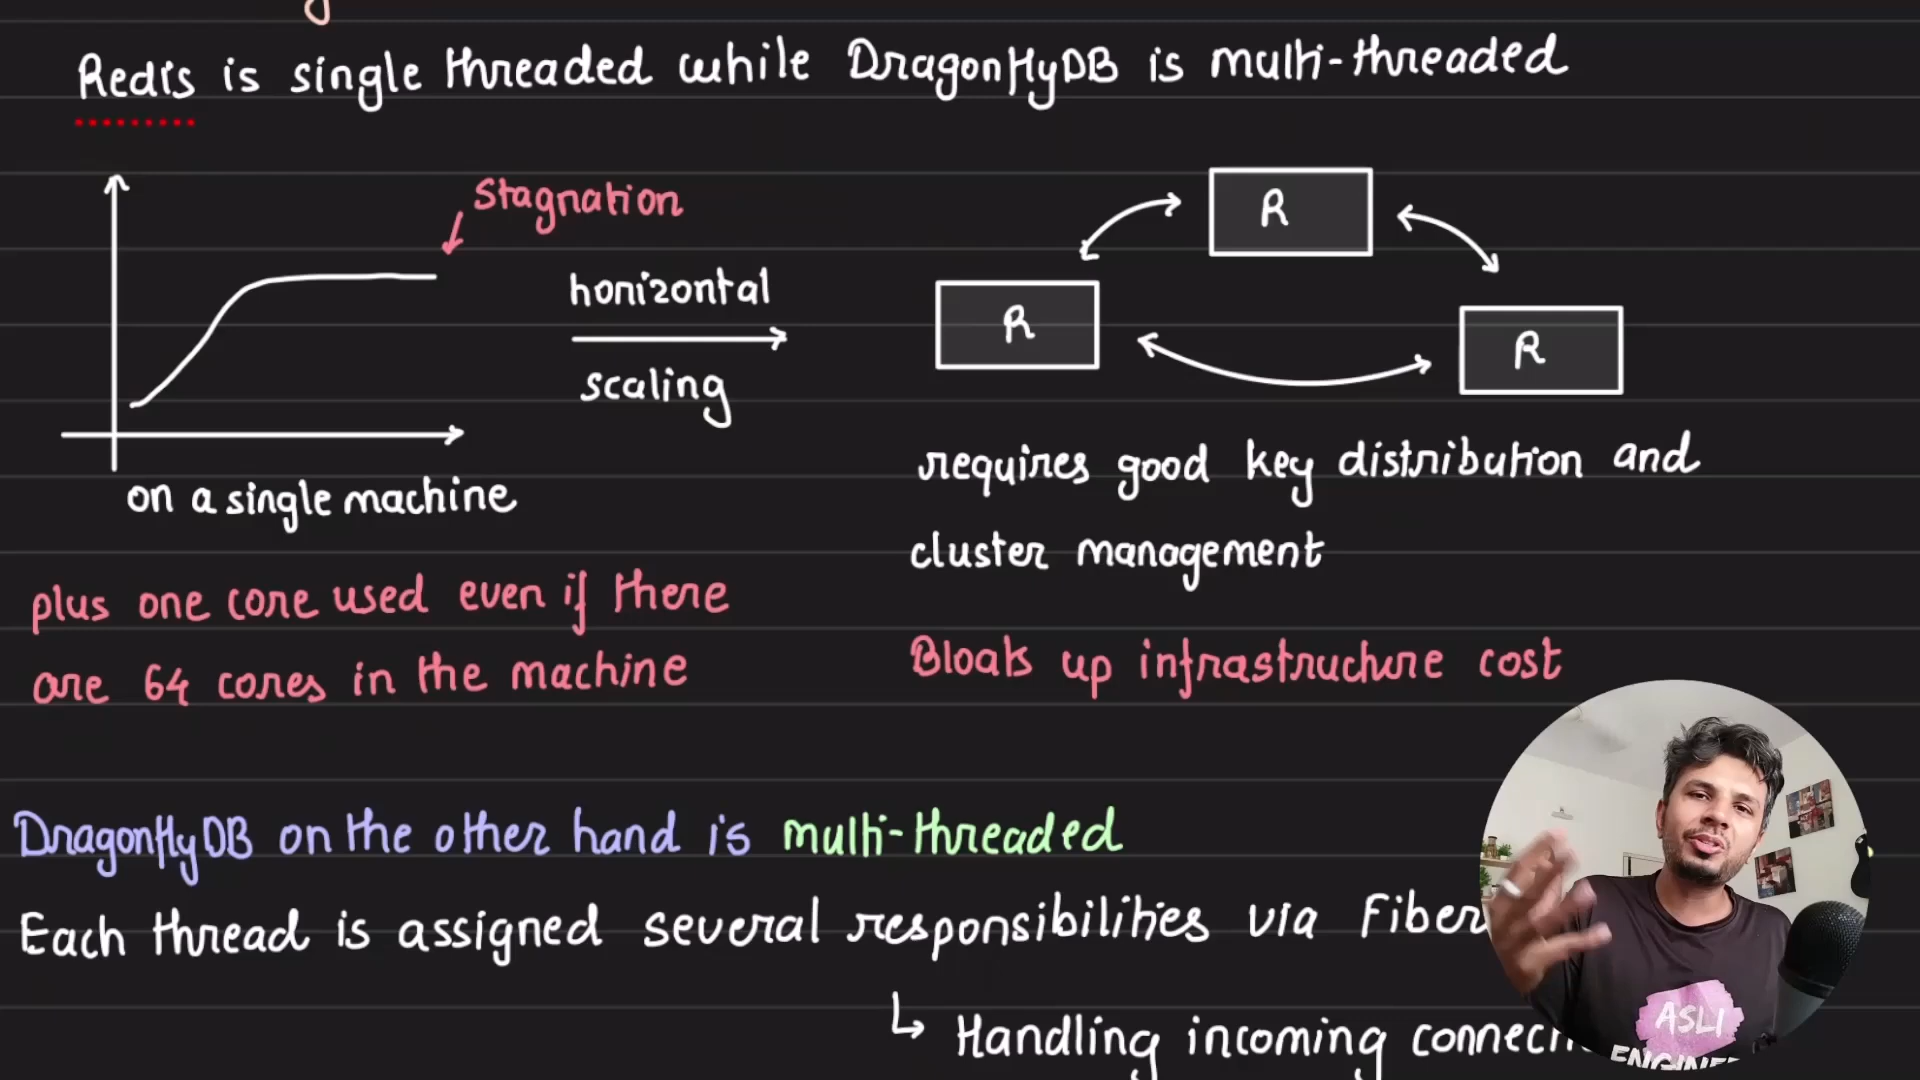 Redis is single threaded while DragonflyDB is multi-threaded
Stagnation
horizontal
scaling
R
R
R
on a single machine
requires good key distribution and
cluster management
plus one core used even if there
are 64 cores in the machine
Bloats up infrastructure cost
DragonflyDB on the other hand is multi-threaded
Each thread is assigned several responsibilities via Fiber
↳ Handling incoming connecti
ASLI
ENGINE